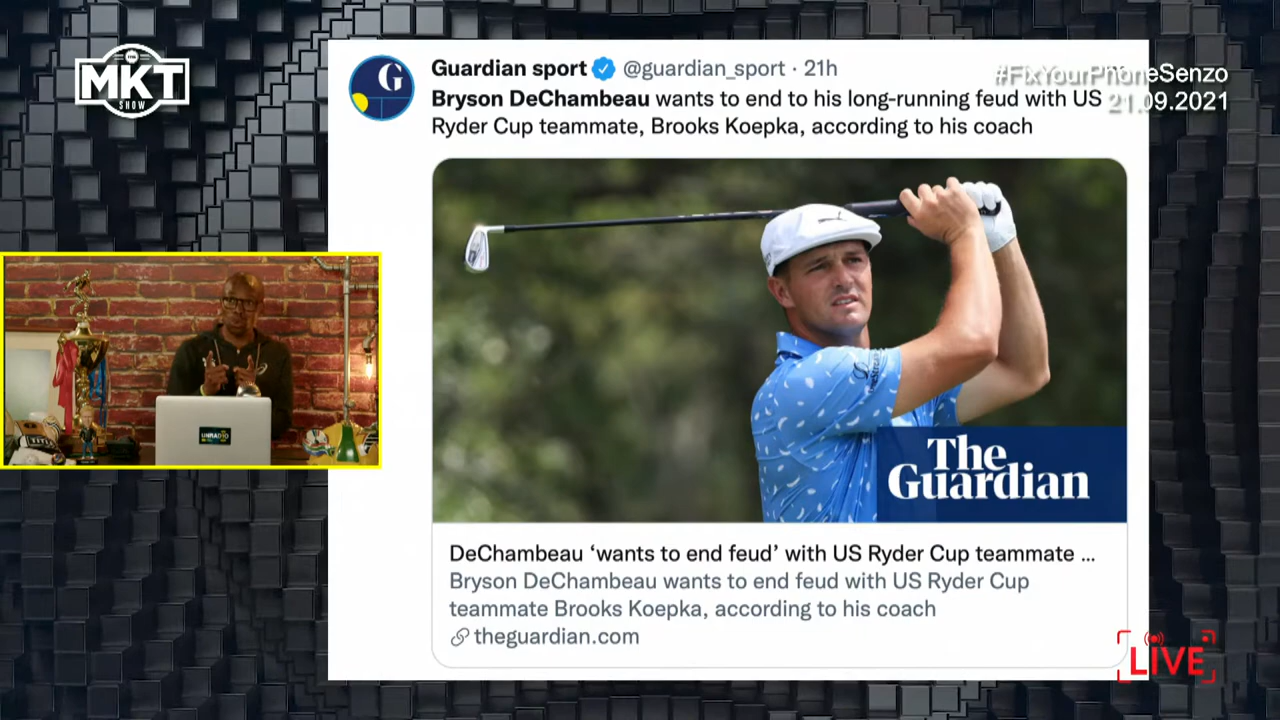 THE
MKT
SHOW
#FixYourPhoneSenzo
21.09.2021
G
Guardian sport @guardian_sport · 21h
Bryson DeChambeau wants to end to his long-running feud with US
Ryder Cup teammate, Brooks Koepka, according to his coach
UNRADIO
The
Guardian
DeChambeau ‘wants to end feud’ with US Ryder Cup teammate ...
Bryson DeChambeau wants to end feud with US Ryder Cup
teammate Brooks Koepka, according to his coach
theguardian.com
LIVE